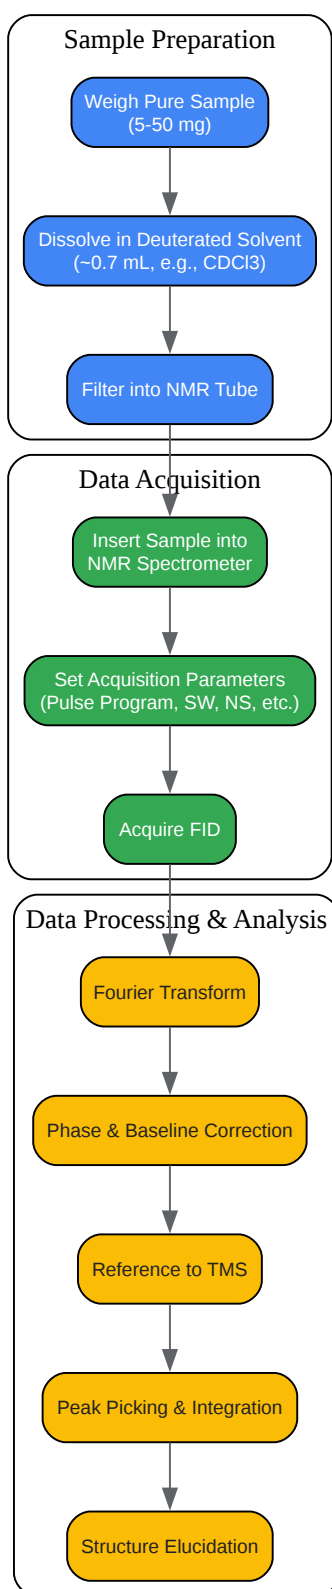 Sample Preparation
Weigh Pure Sample
(5-50 mg)
Dissolve in Deuterated Solvent
(~0.7 mL, e.g., CDCl3)
Filter into NMR Tube
Data Acquisition
Insert Sample into
NMR Spectrometer
Set Acquisition Parameters
(Pulse Program, SW, NS, etc.)
Acquire FID
Data Processing & Analysis
Fourier Transform
Phase & Baseline Correction
Reference to TMS
Peak Picking & Integration
Structure Elucidation